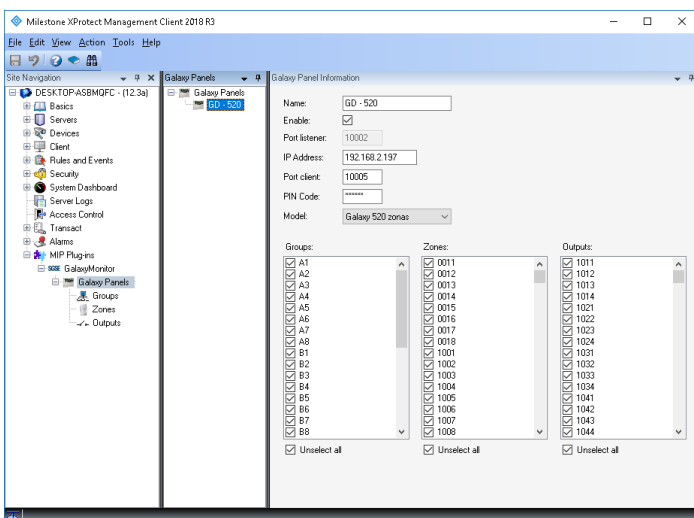 Milestone XProtect Management Client 2018 R3
File Edit View Action Tools Help
Site Navigation
DESKTOP-ASBMQFC - (12.3a)
Basics
Servers
Devices
Client
Rules and Events
Security
System Dashboard
Server Logs
Access Control
Transact
Alarms
MIP Plug-ins
GalaxyMonitor
Galaxy Panels
Groups
Zones
Outputs
Galaxy Panels
Galaxy Panels
GD - 520
Galaxy Panel Information
Name: GD - 520
Enable:
Port listener: 10002
IP Address: 192.168.2.197
Port client: 10005
PIN Code: ******
Model: Galaxy 520 zonas
Groups:
A1
A2
A3
A4
A5
A6
A7
A8
B1
B2
B3
B4
B5
B6
B7
B8
Unselect all
Zones:
0011
0012
0013
0014
0015
0016
0017
0018
1001
1002
1003
1004
1005
1006
1007
1008
Unselect all
Outputs:
1011
1012
1013
1014
1021
1022
1023
1024
1031
1032
1033
1034
1041
1042
1043
1044
Unselect all